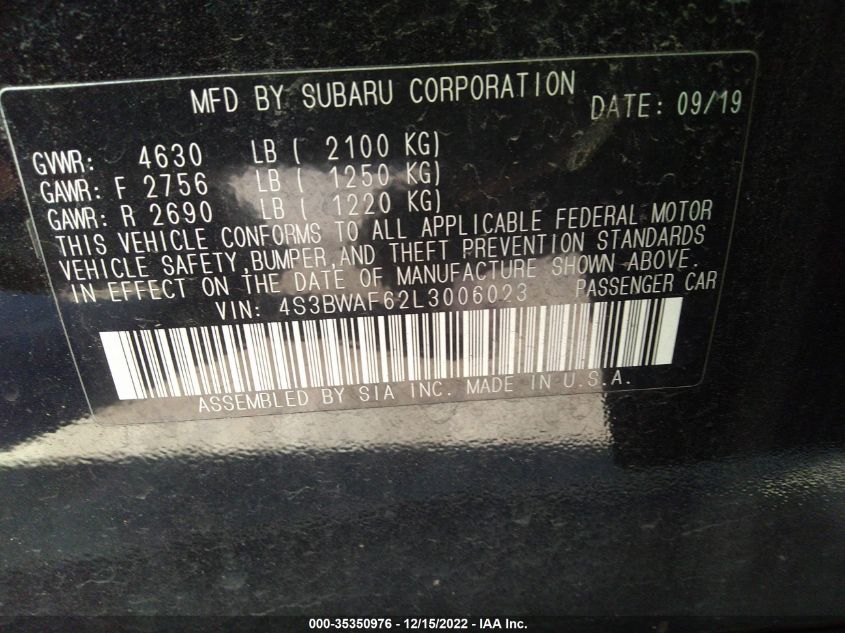 MFD BY SUBARU CORPORATION DATE: 09/19
GVWR: 4630 LB ( 2100 KG)
GAWR: F 2756 LB ( 1250 KG)
GAWR: R 2690 LB ( 1220 KG)
THIS VEHICLE CONFORMS TO ALL APPLICABLE FEDERAL MOTOR
VEHICLE SAFETY,BUMPER,AND THEFT PREVENTION STANDARDS
IN EFFECT ON THE DATE OF MANUFACTURE SHOWN ABOVE.
VIN: 4S3BWAF62L3006023 PASSENGER CAR
ASSEMBLED BY SIA INC. MADE IN U.S.A.
000-35350976 - 12/15/2022 - IAA Inc.